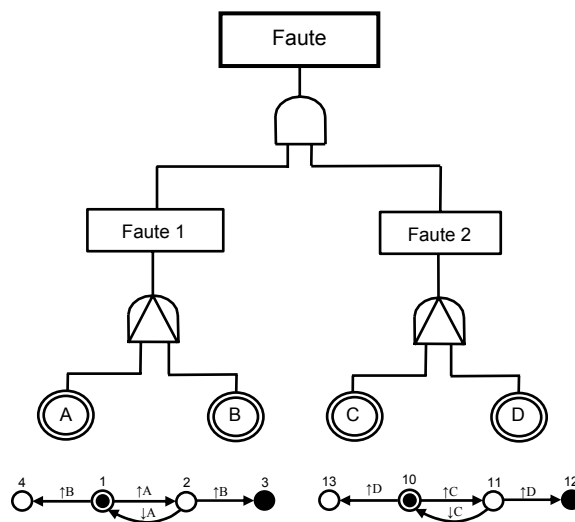 Faute
Faute 1
Faute 2
A
B
C
D
4 1 2 3
↑B ↑A ↑B
↓A
13 10 11 12
↑D ↑C ↑D
↓C